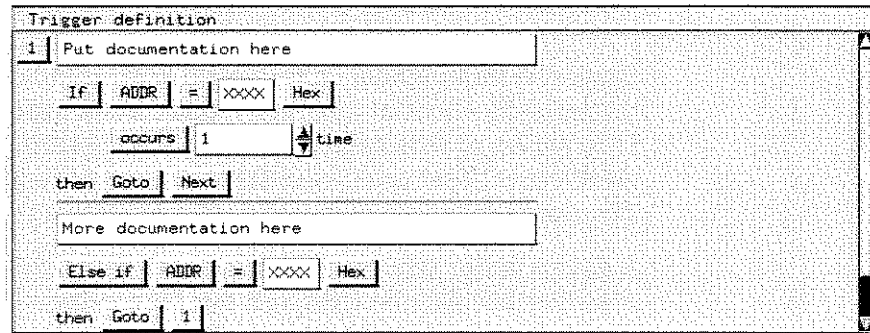 Trigger definition
1 Put documentation here
If ADDR = XXXX Hex
occurs 1 time
then Goto Next
More documentation here
Else if ADDR = XXXX Hex
then Goto 1